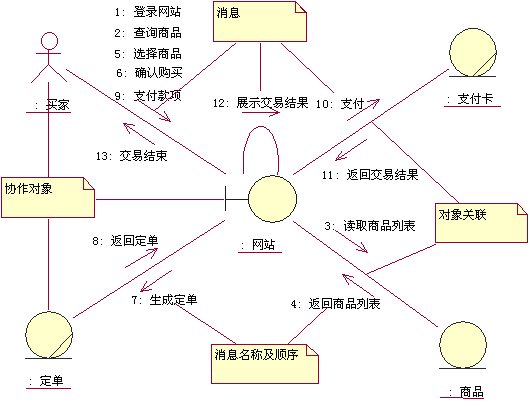 消息
1: 登录网站
2: 查询商品
5: 选择商品
6: 确认购买
9: 支付款项
12: 展示交易结果
10: 支付
: 买家
: 支付卡
13: 交易结束
11: 返回交易结果
协作对象
对象关联
3: 读取商品列表
8: 返回定单
: 网站
7: 生成定单
4: 返回商品列表
消息名称及顺序
: 定单
: 商品